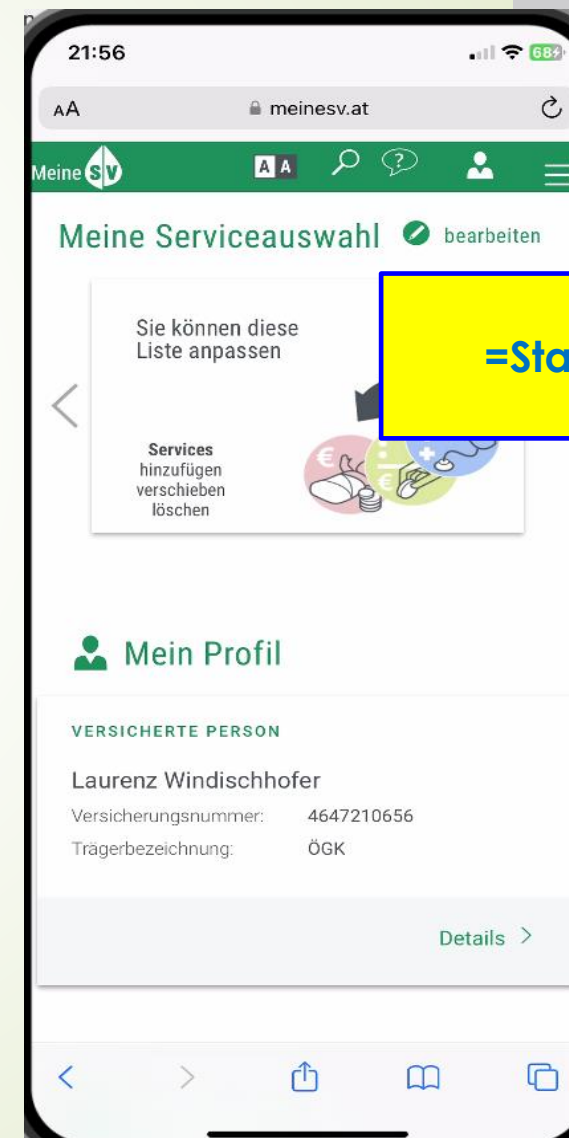 21:56
68
AA
meinesv.at
Meine SV
A A
?
Meine Serviceauswahl
bearbeiten
Sie können diese
Liste anpassen
=Sta
Services
hinzufügen
verschieben
löschen
€
€
Mein Profil
VERSICHERTE PERSON
Laurenz Windischhofer
Versicherungsnummer: 4647210656
Trägerbezeichnung: ÖGK
Details >